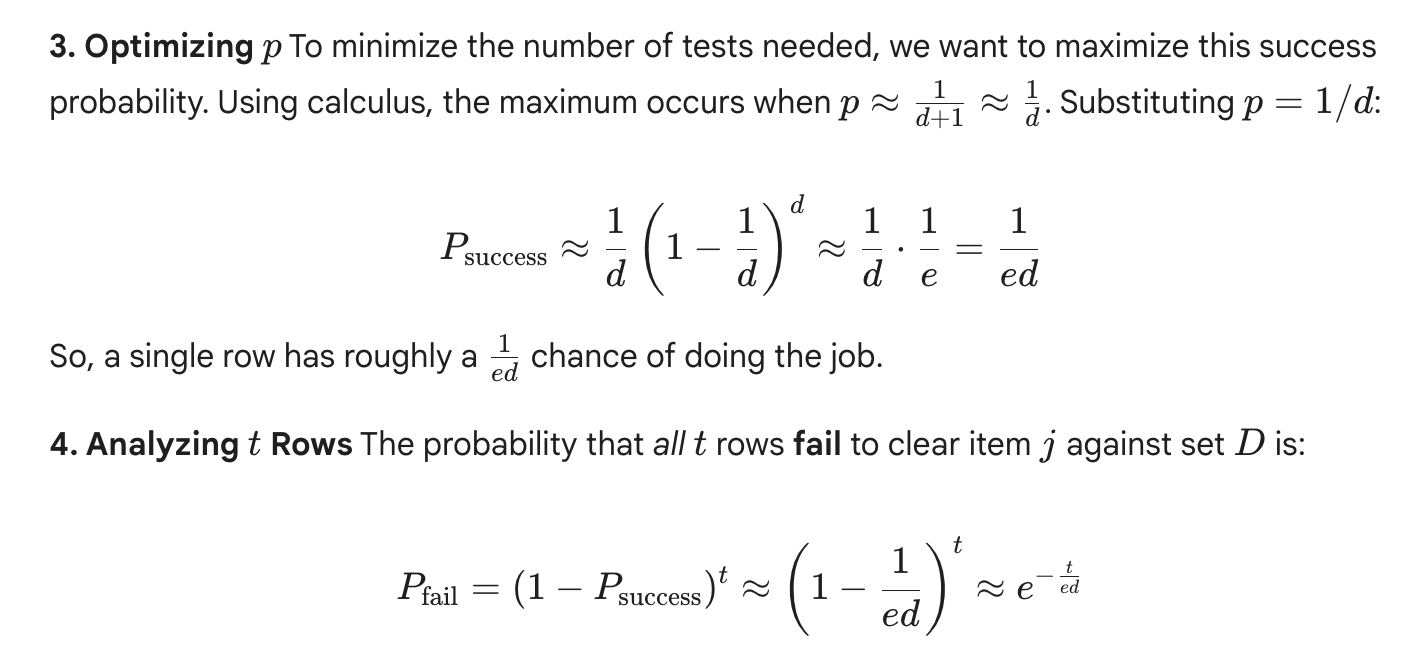 3. Optimizing p To minimize the number of tests needed, we want to maximize this success
probability. Using calculus, the maximum occurs when p ≈ 1/(d+1) ≈ 1/d. Substituting p = 1/d:
P_success ≈ 1/d (1 − 1/d)^d ≈ 1/d · 1/e = 1/ed
So, a single row has roughly a 1/ed chance of doing the job.
4. Analyzing t Rows The probability that all t rows fail to clear item j against set D is:
P_fail = (1 − P_success)^t ≈ (1 − 1/ed)^t ≈ e^(−t/ed)